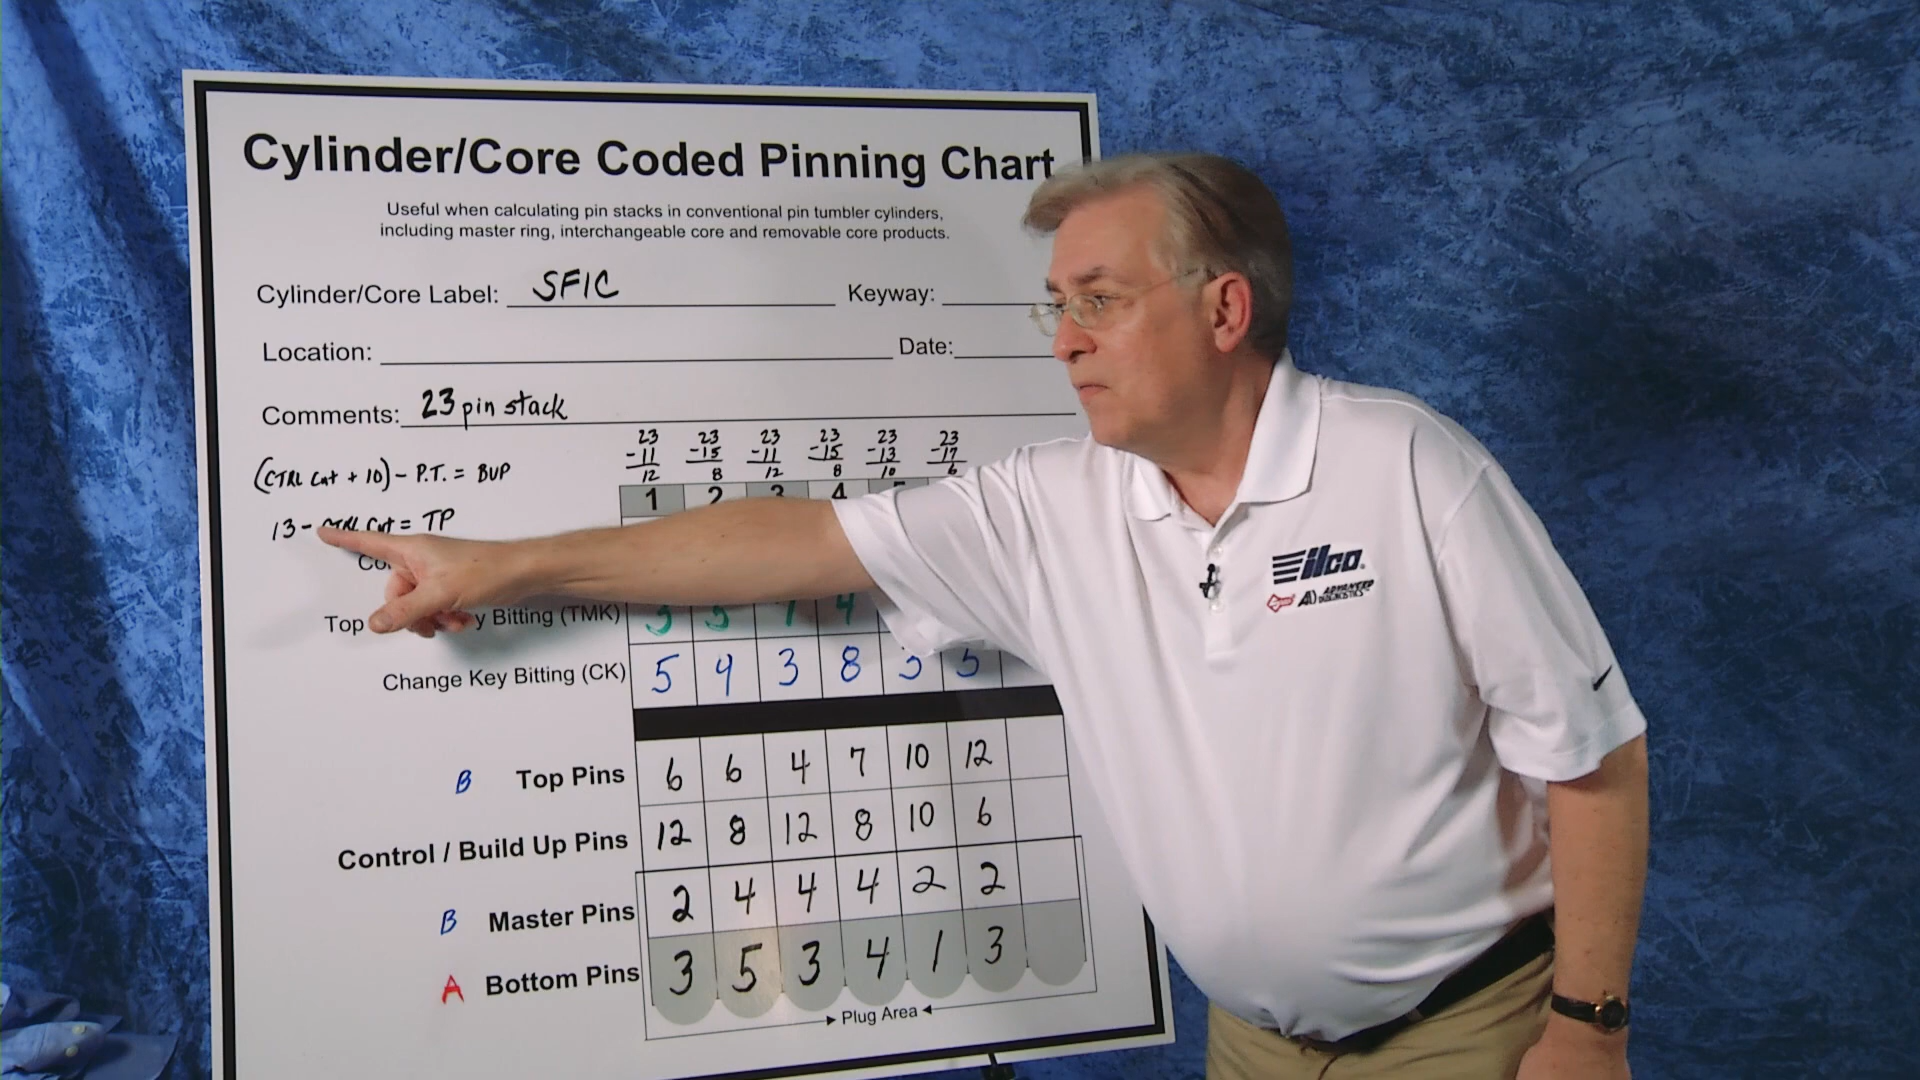 Cylinder/Core Coded Pinning Chart
Useful when calculating pin stacks in conventional pin tumbler cylinders,
including master ring, interchangeable core and removable core products.
Cylinder/Core Label: SFIC Keyway:
Location: Date:
Comments: 23 pin stack
23 23 23 23 23 23
-11 -15 -11 -15 -13 -17
12 8 12 8 10 6
(CTRL Cut + 10) - P.T. = BUP
1 2 3 4
13 - CTRL Cut = TP
Top y Bitting (TMK)
Change Key Bitting (CK) 5 9 3 8 3 5
B Top Pins 6 6 4 7 10 12
Control / Build Up Pins 12 8 12 8 10 6
B Master Pins 2 4 4 4 2 2
A Bottom Pins 3 5 3 4 1 3
Plug Area
ilco.
ADVANCED
DIAGNOSTICS